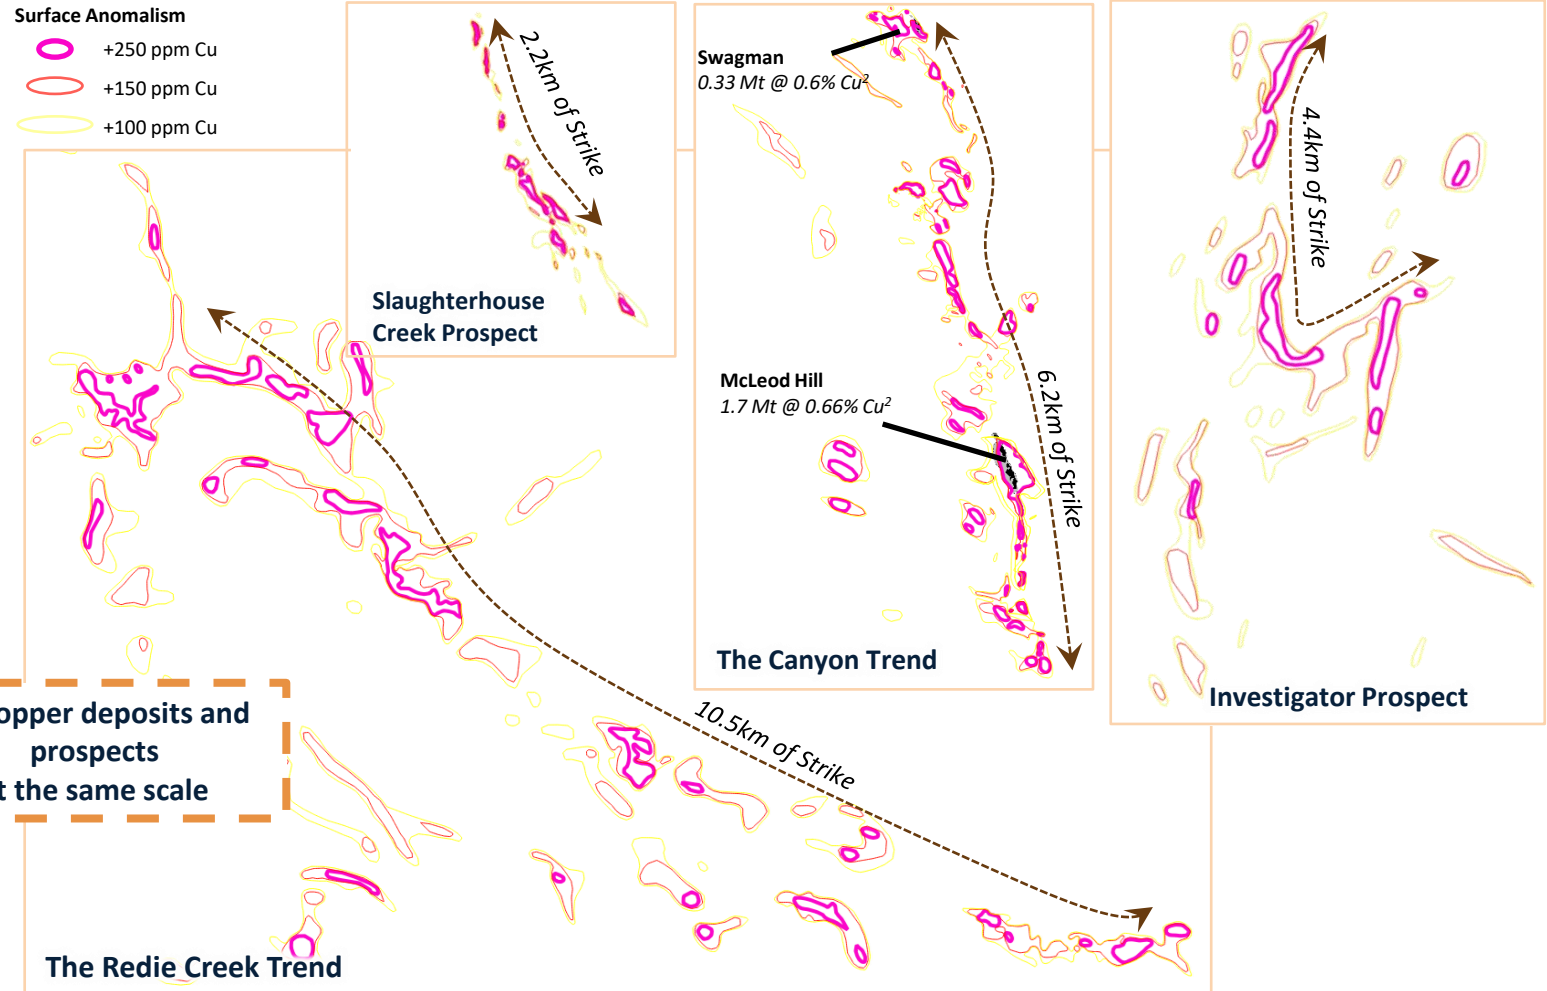 Surface Anomalism
+250 ppm Cu
+150 ppm Cu
+100 ppm Cu
2.2km of Strike
Slaughterhouse
Creek Prospect
Swagman
0.33 Mt @ 0.6% Cu²
McLeod Hill
1.7 Mt @ 0.66% Cu²
6.2km of Strike
The Canyon Trend
4.4km of Strike
Investigator Prospect
opper deposits and
prospects
t the same scale
10.5km of Strike
The Redie Creek Trend